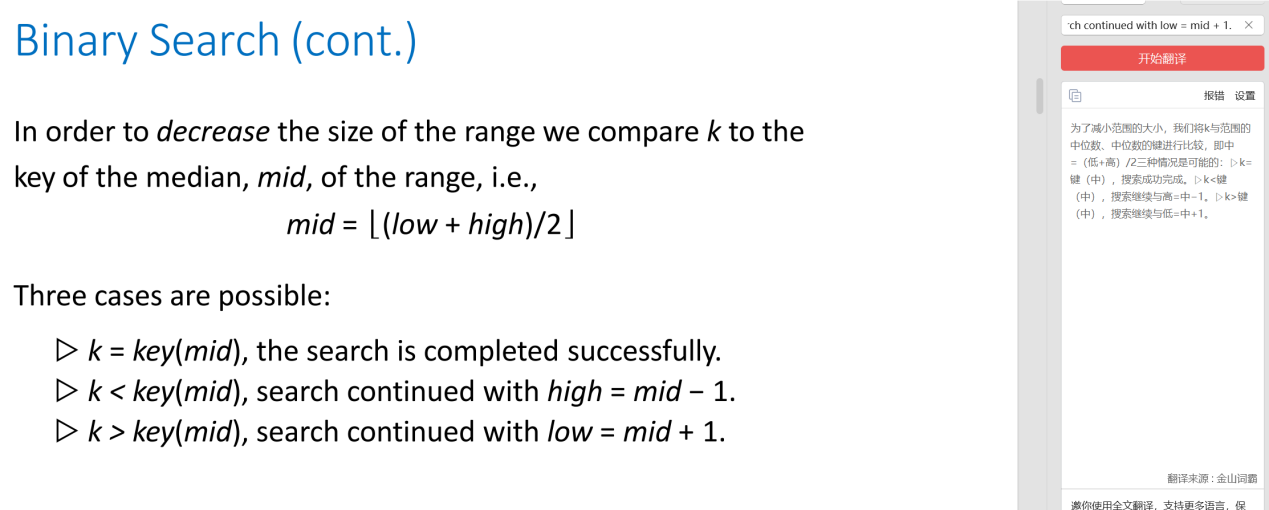 Binary Search (cont.)
In order to decrease the size of the range we compare k to the
key of the median, mid, of the range, i.e.,
mid = ⌊(low + high)/2⌋
Three cases are possible:
▷ k = key(mid), the search is completed successfully.
▷ k < key(mid), search continued with high = mid − 1.
▷ k > key(mid), search continued with low = mid + 1.
ch continued with low = mid + 1.
开始翻译
报错 设置
为了减小范围的大小，我们将k与范围的
中位数、中位数的键进行比较，即中
=（低+高）/2三种情况是可能的：▷k=
键（中），搜索成功完成。▷k<键
（中），搜索继续与高=中−1。▷k>键
（中），搜索继续与低=中+1。
翻译来源：金山词霸
邀你使用全文翻译，支持更多语言，保